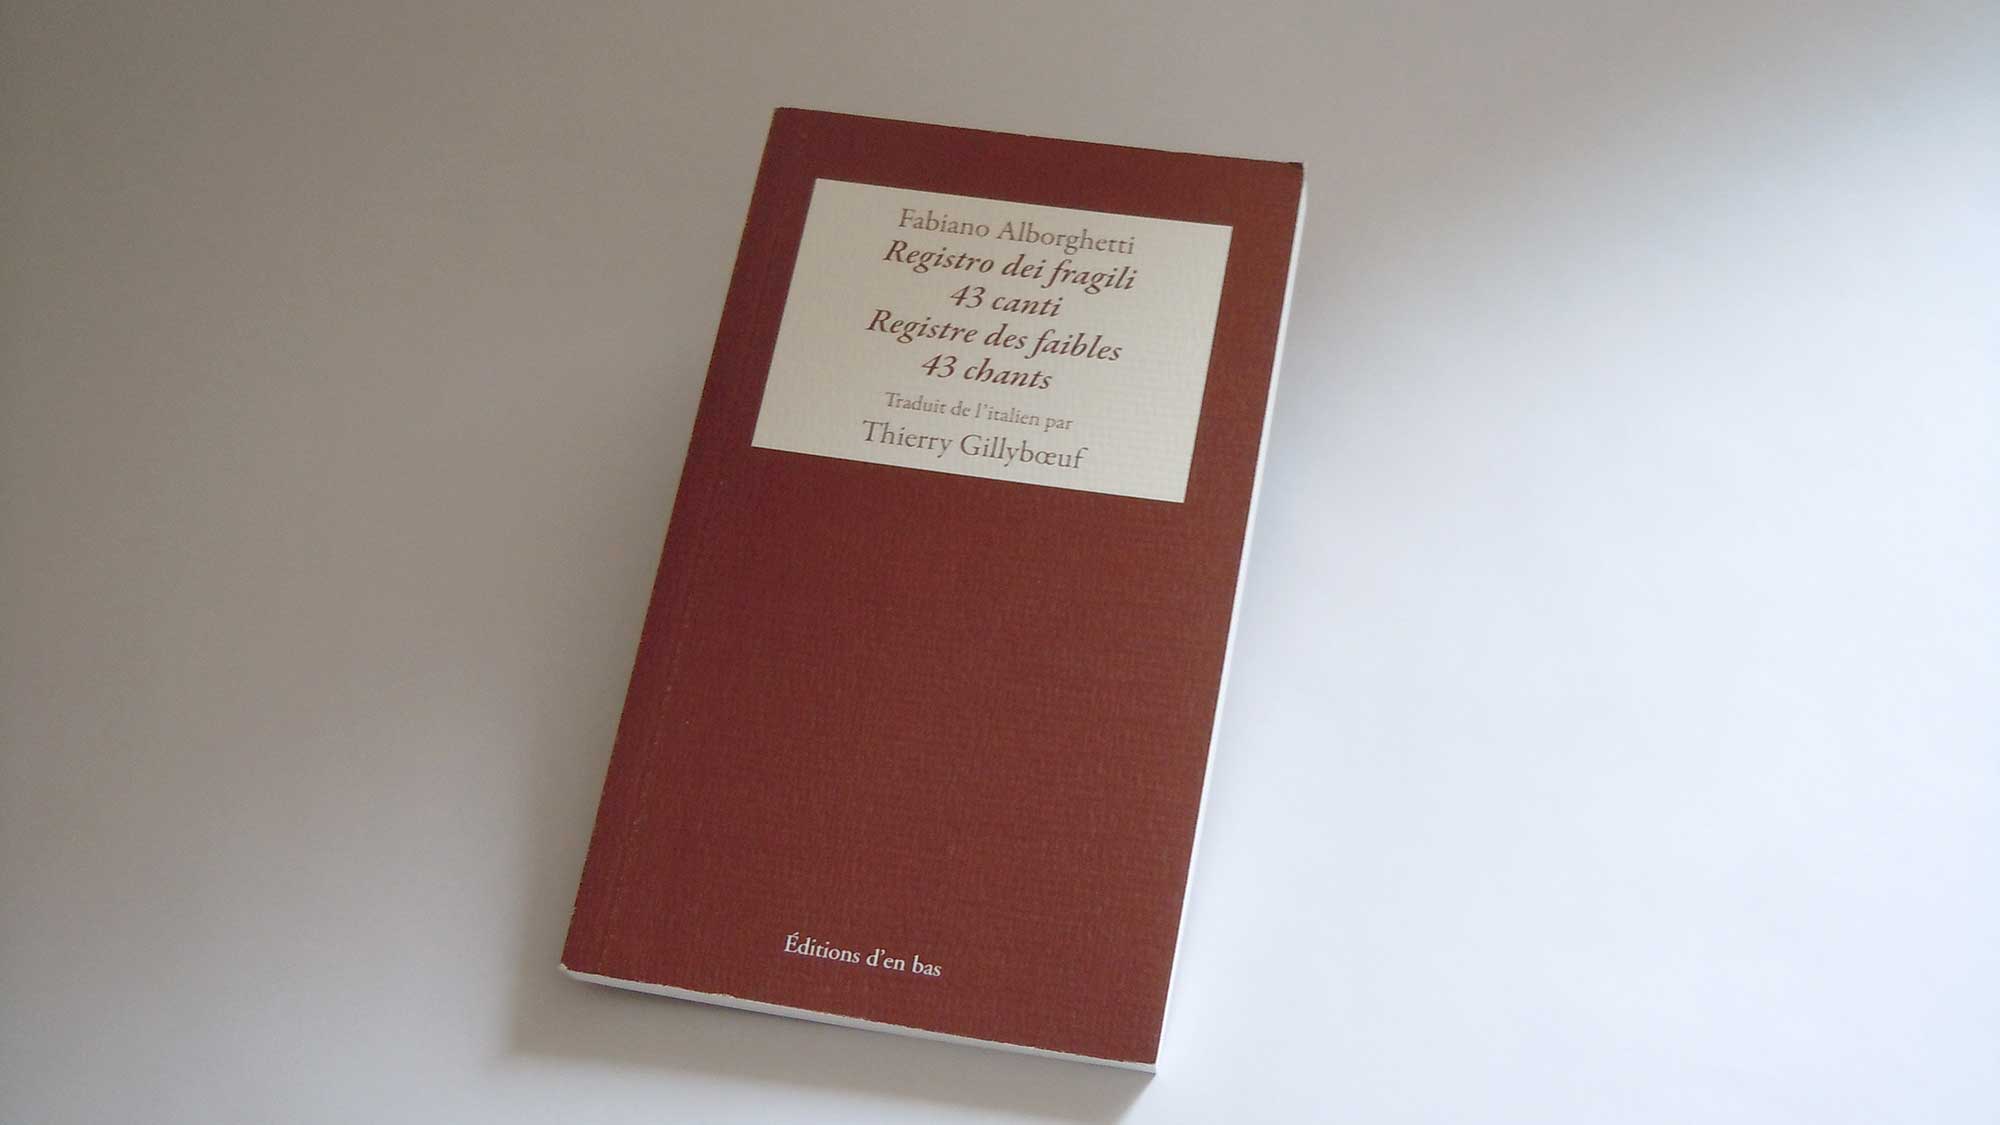 Fabiano Alborghetti
Registro dei fragili
43 canti
Registre des faibles
43 chants
Traduit de l'italien par
Thierry Gillybœuf
Éditions d'en bas